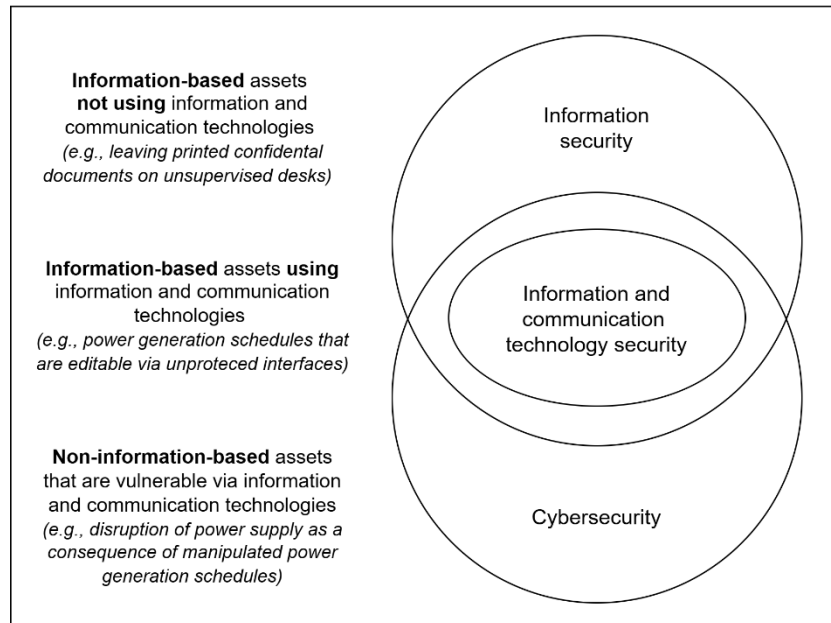 Information-based assets
not using information and
communication technologies
(e.g., leaving printed confidental
documents on unsupervised desks)
Information
security
Information-based assets using
information and communication
technologies
(e.g., power generation schedules that
are editable via unproteced interfaces)
Information and
communication
technology security
Non-information-based assets
that are vulnerable via information
and communication technologies
(e.g., disruption of power supply as a
consequence of manipulated power
generation schedules)
Cybersecurity